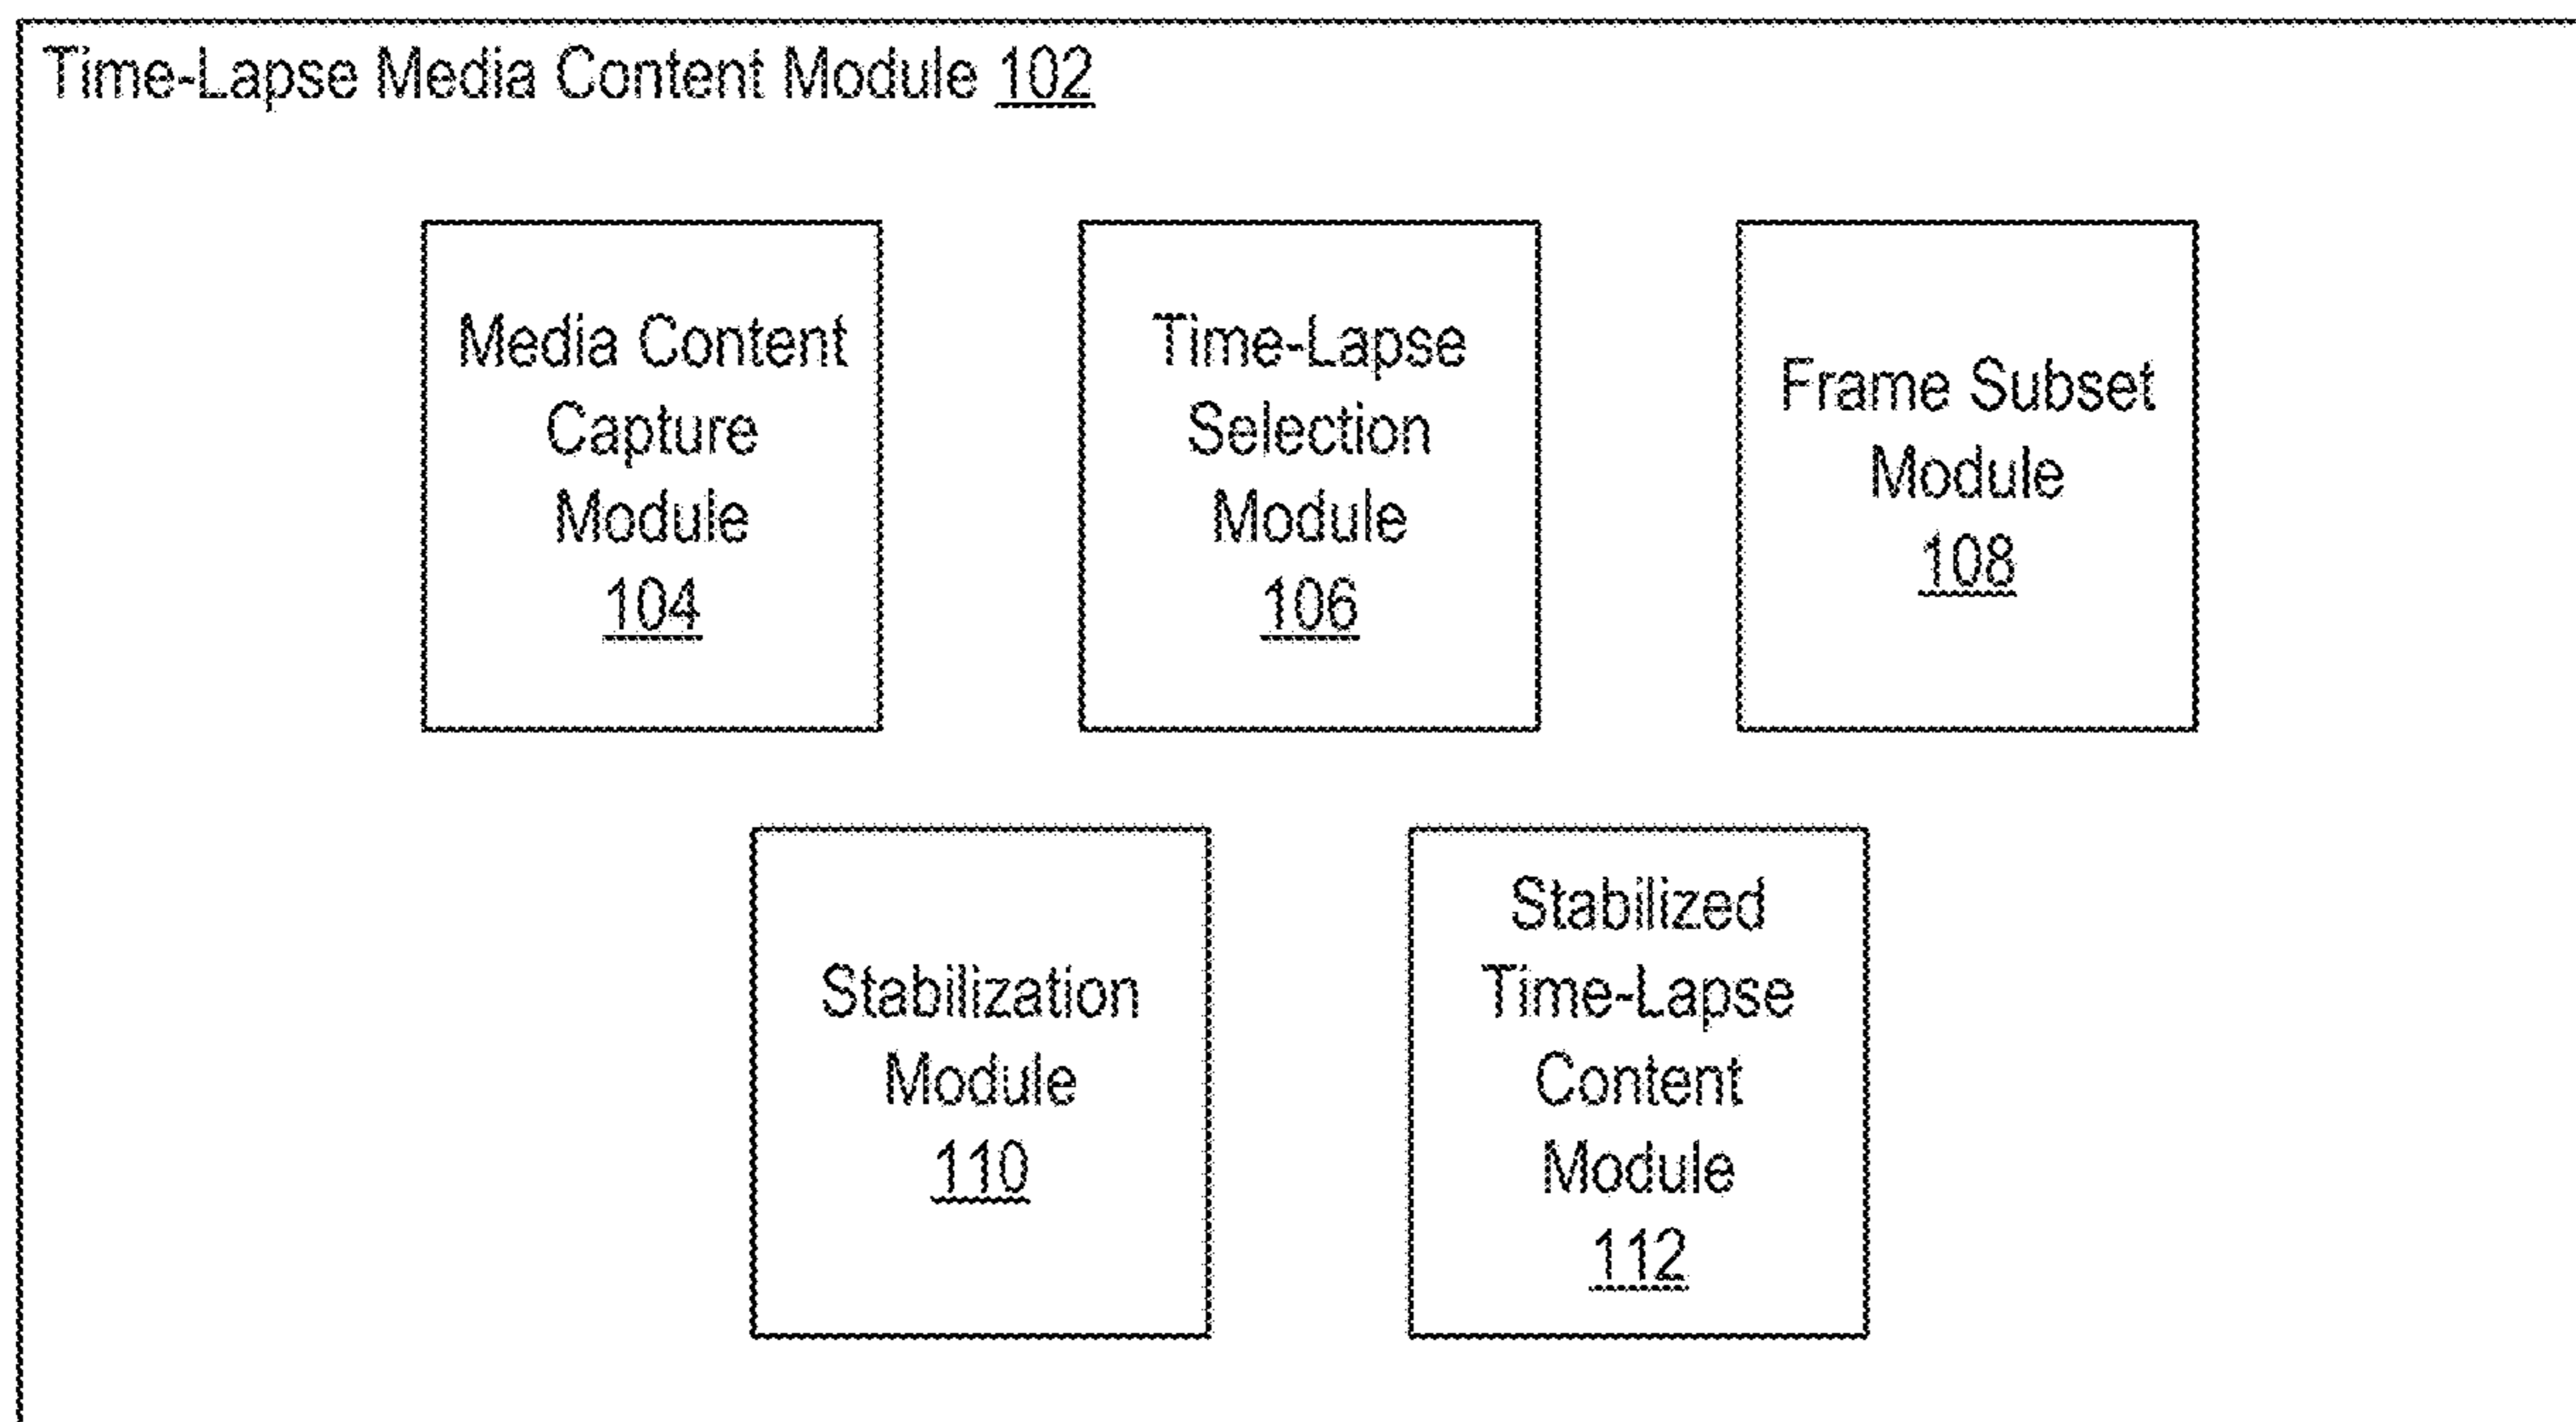 Time-Lapse Media Content Module 102
Media Content
Capture
Module
104
Time-Lapse
Selection
Module
106
Frame Subset
Module
108
Stabilization
Module
110
Stabilized
Time-Lapse
Content
Module
112